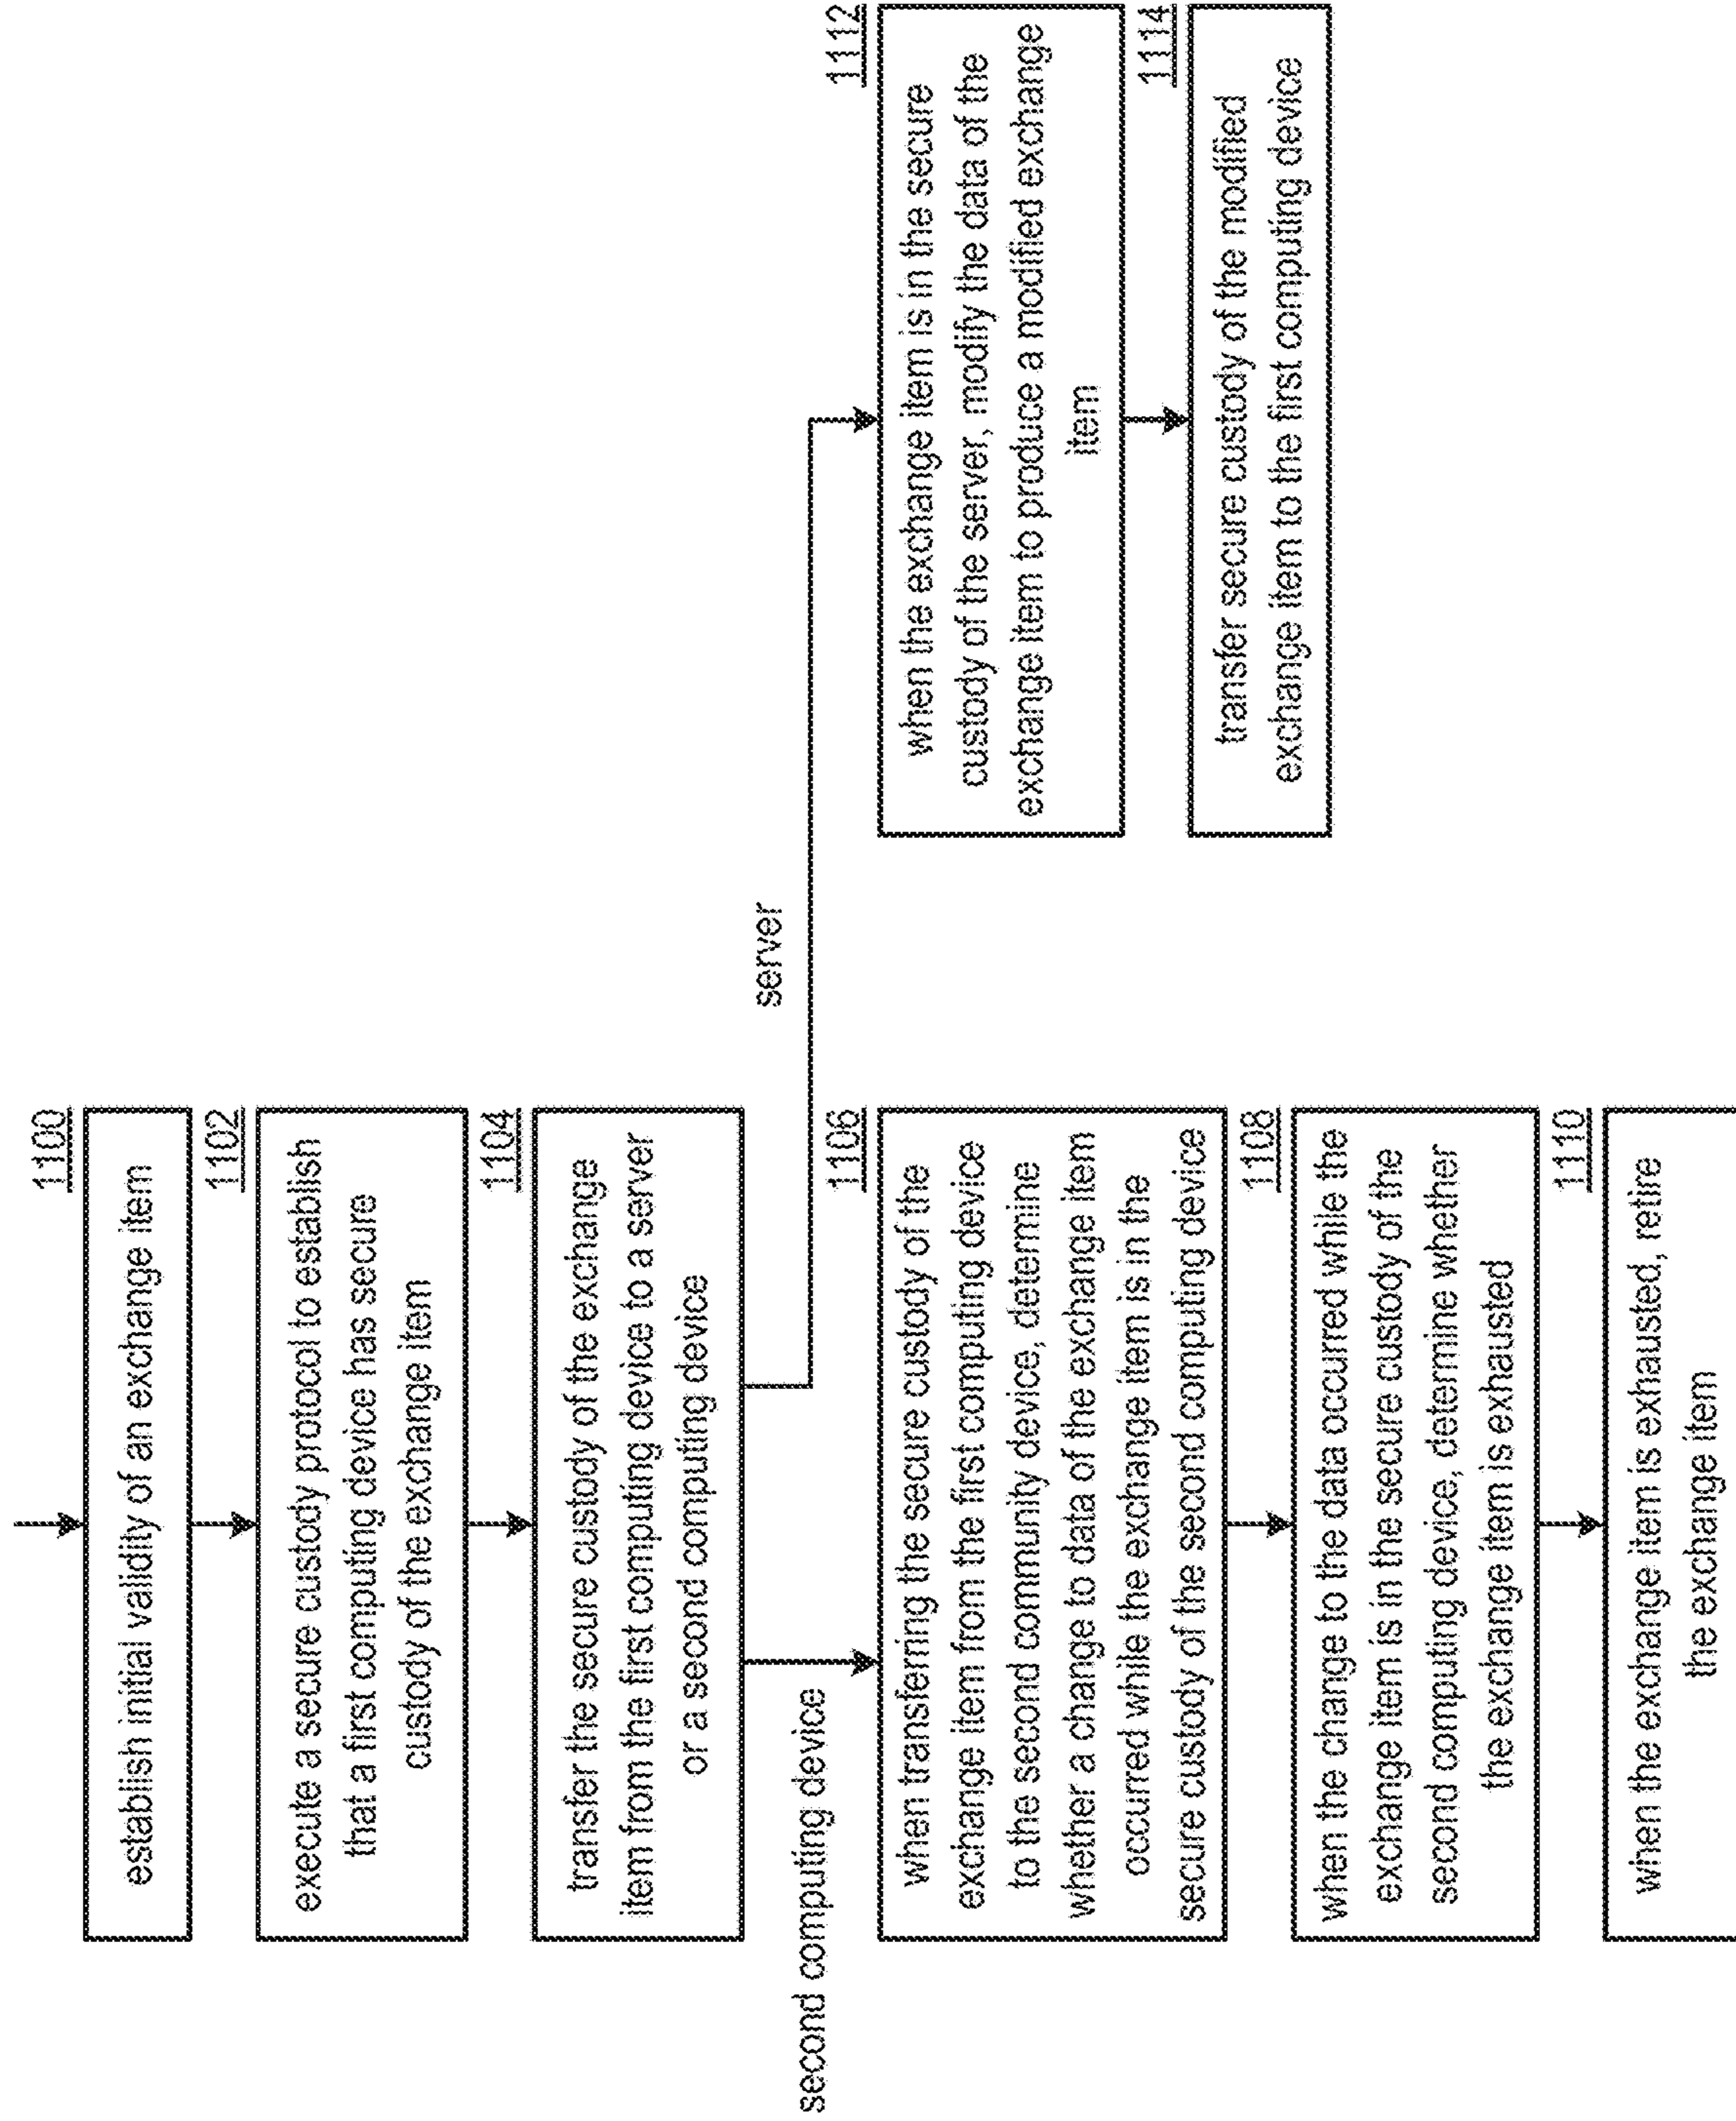 1100
establish initial validity of an exchange item
1102
execute a secure custody protocol to establish
that a first computing device has secure
custody of the exchange item
1104
transfer the secure custody of the exchange
item from the first computing device to a server
or a second computing device
second computing device
server
1106
when transferring the secure custody of the
exchange item from the first computing device
to the second community device, determine
whether a change to data of the exchange item
occurred while the exchange item is in the
secure custody of the second computing device
1108
when the change to the data occurred while the
exchange item is in the secure custody of the
second computing device, determine whether
the exchange item is exhausted
1110
when the exchange item is exhausted, retire
the exchange item
1112
when the exchange item is in the secure
custody of the server, modify the data of the
exchange item to produce a modified exchange
item
1114
transfer secure custody of the modified
exchange item to the first computing device